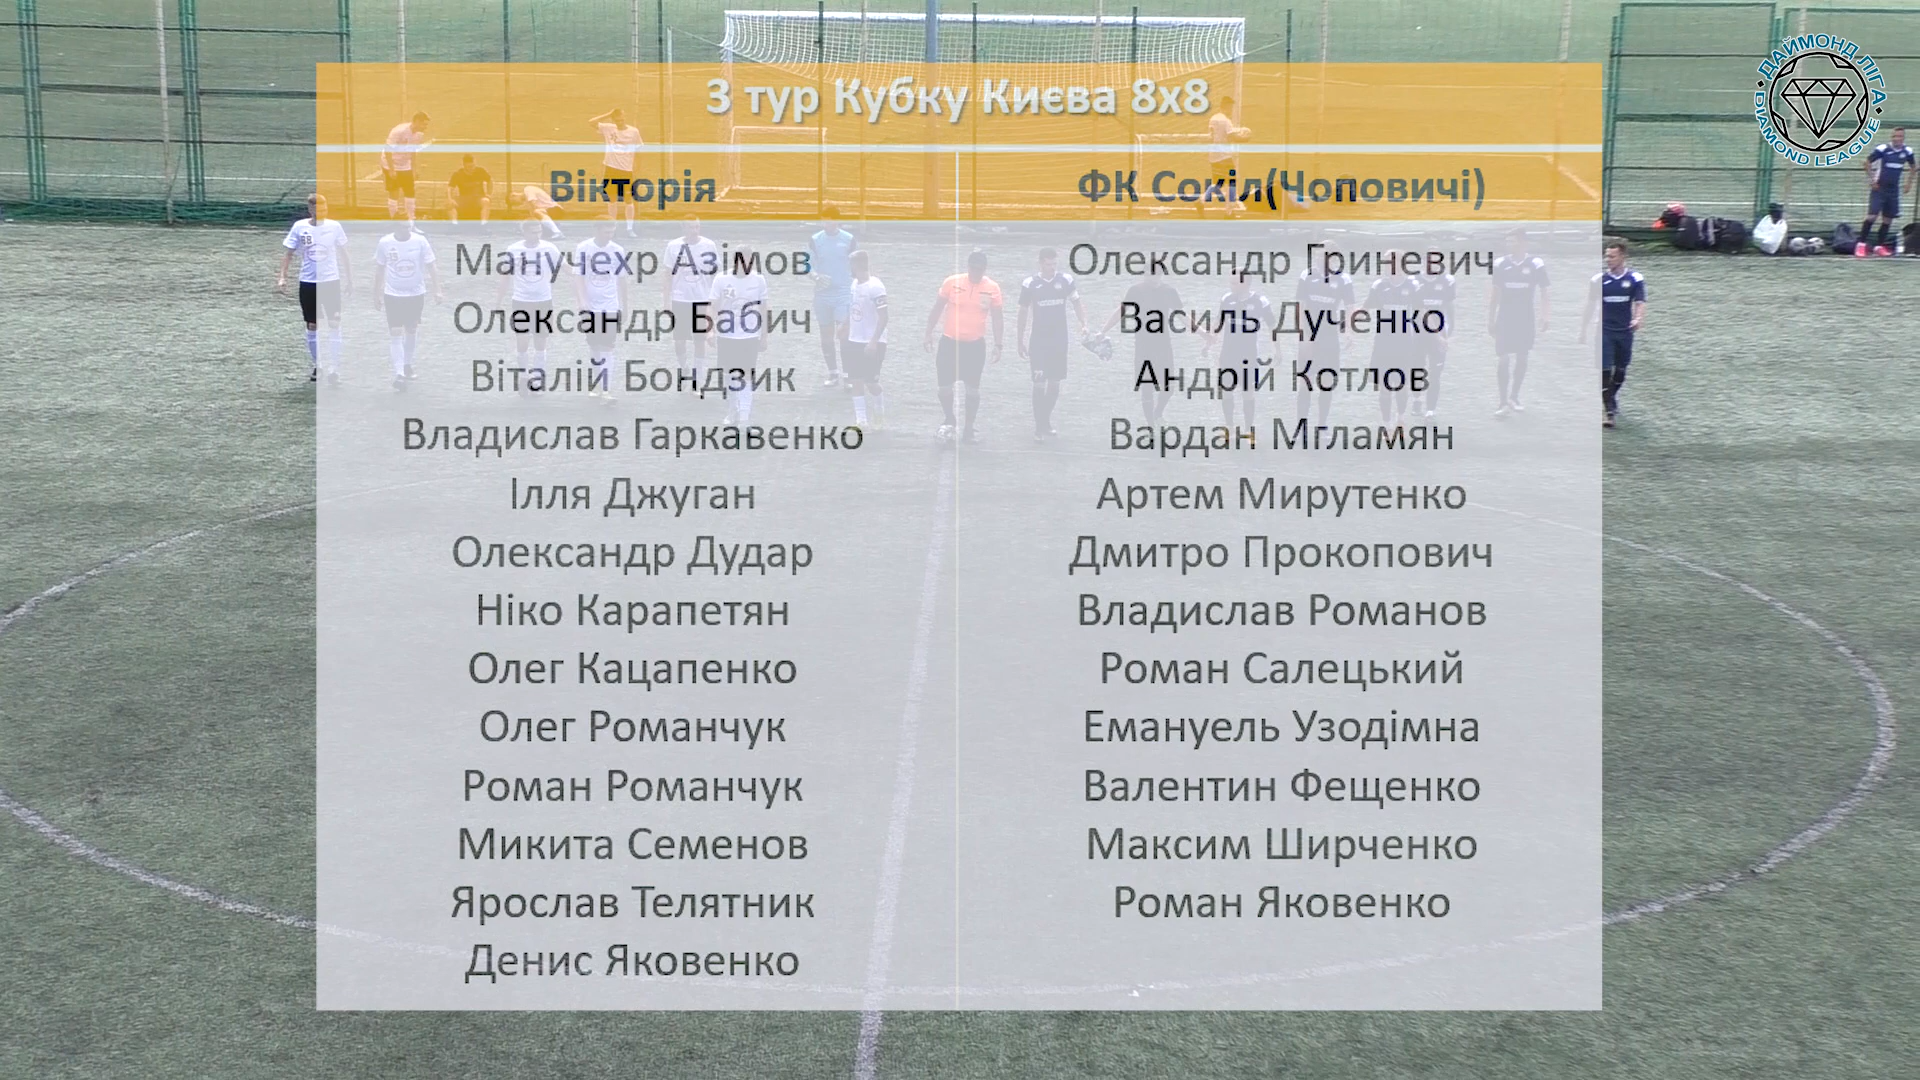 3 тур Кубку Києва 8х8
Вікторія
ФК Сокіл(Чоповичі)
Манучехр Азімов
Олександр Гриневич
Олександр Бабич
Василь Дученко
Віталій Бондзик
Андрій Котлов
Владислав Гаркавенко
Вардан Мгламян
Ілля Джуган
Артем Мирутенко
Олександр Дудар
Дмитро Прокопович
Ніко Карапетян
Владислав Романов
Олег Кацапенко
Роман Салецький
Олег Романчук
Емануель Узодімна
Роман Романчук
Валентин Фещенко
Микита Семенов
Максим Ширченко
Ярослав Телятник
Роман Яковенко
Денис Яковенко
ДАЙМОНД ЛІГА
DIAMOND LEAGUE